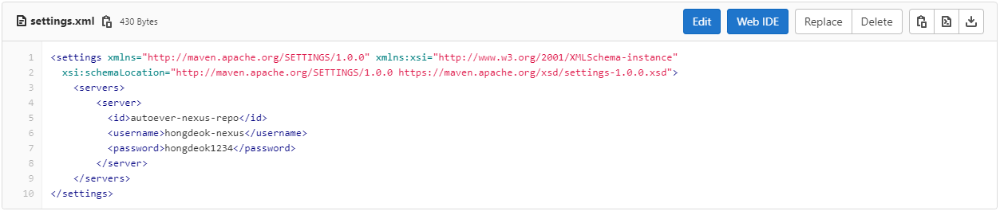 settings.xml 430 Bytes Edit Web IDE Replace Delete
1 <settings xmlns="http://maven.apache.org/SETTINGS/1.0.0" xmlns:xsi="http://www.w3.org/2001/XMLSchema-instance"
2   xsi:schemaLocation="http://maven.apache.org/SETTINGS/1.0.0 https://maven.apache.org/xsd/settings-1.0.0.xsd">
3     <servers>
4         <server>
5           <id>autoever-nexus-repo</id>
6           <username>hongdeok-nexus</username>
7           <password>hongdeok1234</password>
8         </server>
9     </servers>
10 </settings>